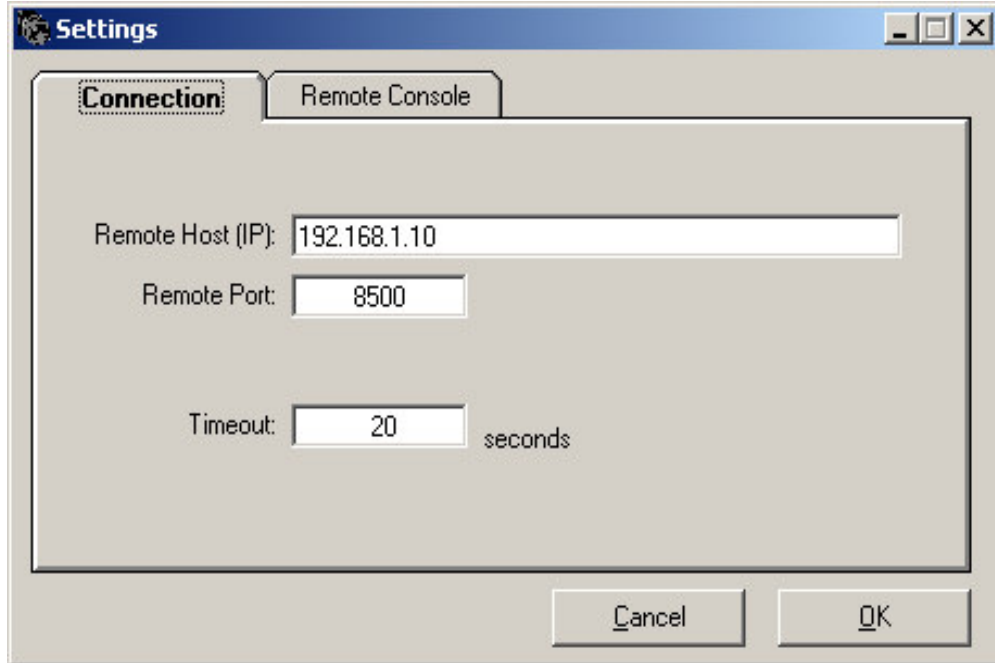 Settings
Connection Remote Console
Remote Host (IP): 192.168.1.10
Remote Port: 8500
Timeout: 20 seconds
Cancel OK